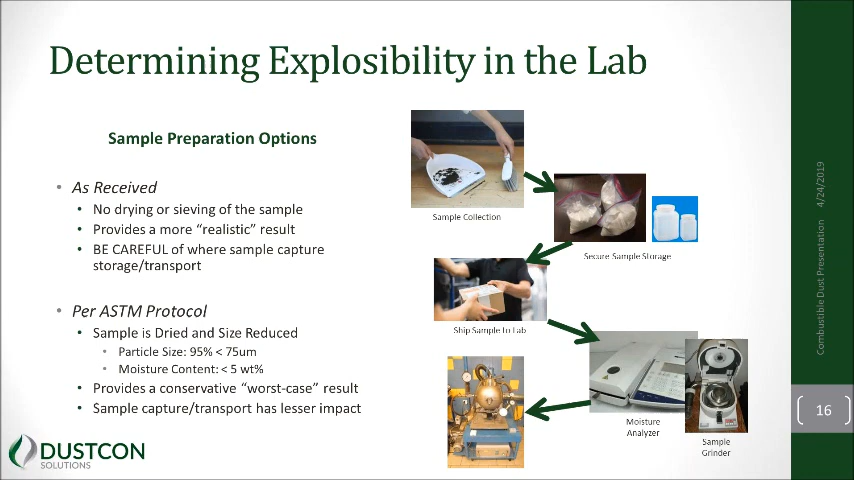 Determining Explosibility in the Lab
Sample Preparation Options
• As Received
• No drying or sieving of the sample
• Provides a more “realistic” result
• BE CAREFUL of where sample capture
storage/transport
• Per ASTM Protocol
• Sample is Dried and Size Reduced
• Particle Size: 95% < 75um
• Moisture Content: < 5 wt%
• Provides a conservative “worst-case” result
• Sample capture/transport has lesser impact
Sample Collection
Secure Sample Storage
Ship Sample to Lab
Moisture
Analyzer
Sample
Grinder
DUSTCON
SOLUTIONS
Combustible Dust Presentation 4/24/2019
16